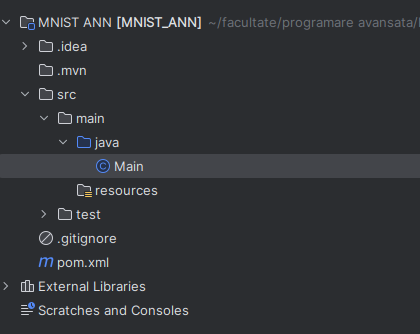 MNIST ANN [MNIST_ANN] ~/facultate/programare avansata/
.idea
.mvn
src
main
java
Main
resources
test
.gitignore
pom.xml
External Libraries
Scratches and Consoles